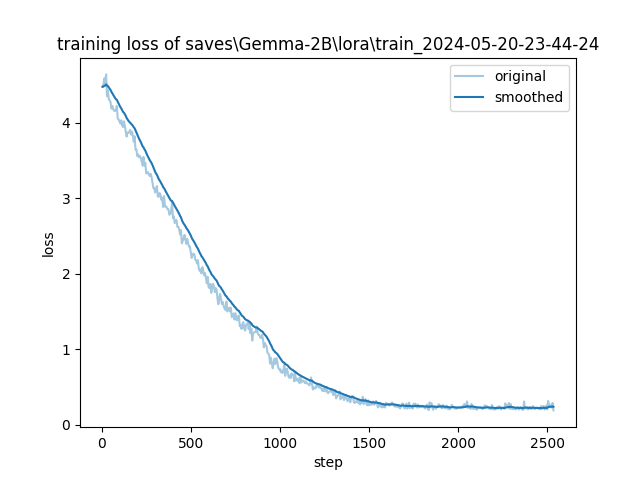 training loss of saves\Gemma-2B\lora\train_2024-05-20-23-44-24
original
smoothed
loss
4
3
2
1
0
0 500 1000 1500 2000 2500
step